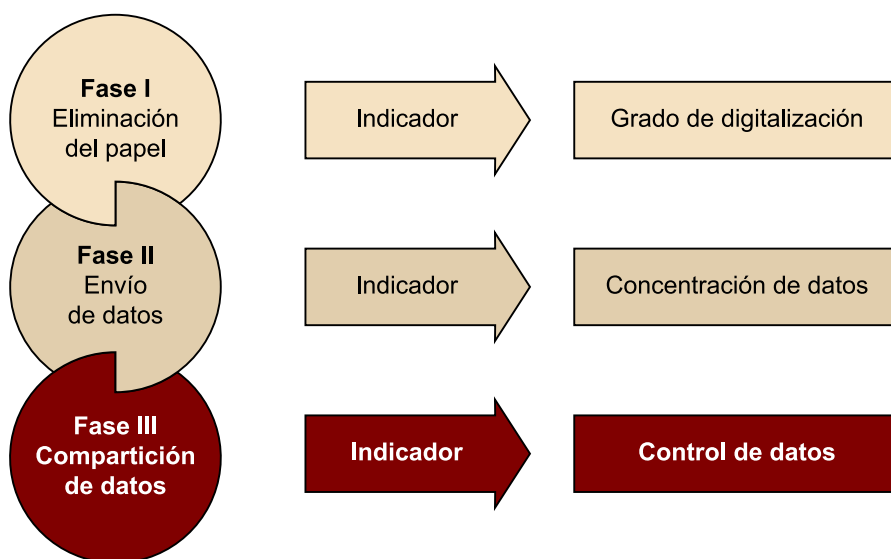 Fase I
Eliminación
del papel
Indicador
Grado de digitalización
Fase II
Envío
de datos
Indicador
Concentración de datos
Fase III
Compartición
de datos
Indicador
Control de datos